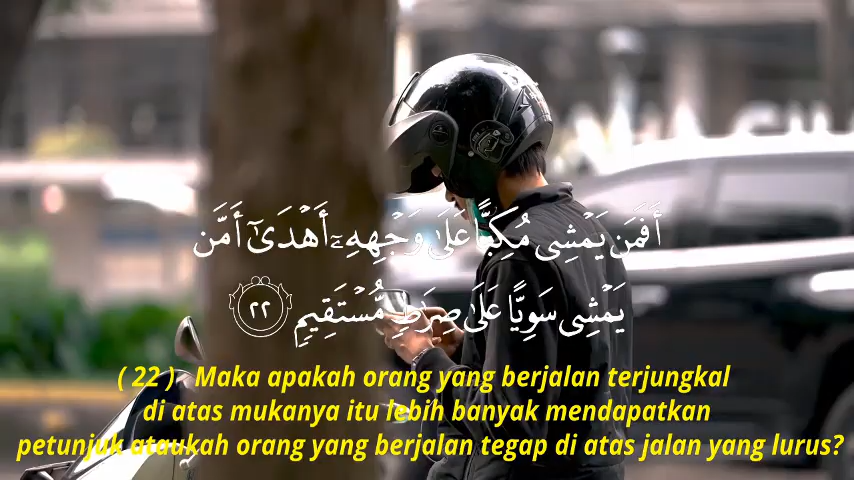 أَفَمَن يَمْشِى مُكِبًّا عَلَىٰ وَجْهِهِۦٓ أَهْدَىٰٓ أَمَّن
يَمْشِى سَوِيًّا عَلَىٰ صِرَٰطٍ مُّسْتَقِيمٍ ٢٢
( 22 ) Maka apakah orang yang berjalan terjungkal
di atas mukanya itu lebih banyak mendapatkan
petunjuk ataukah orang yang berjalan tegap di atas jalan yang lurus?